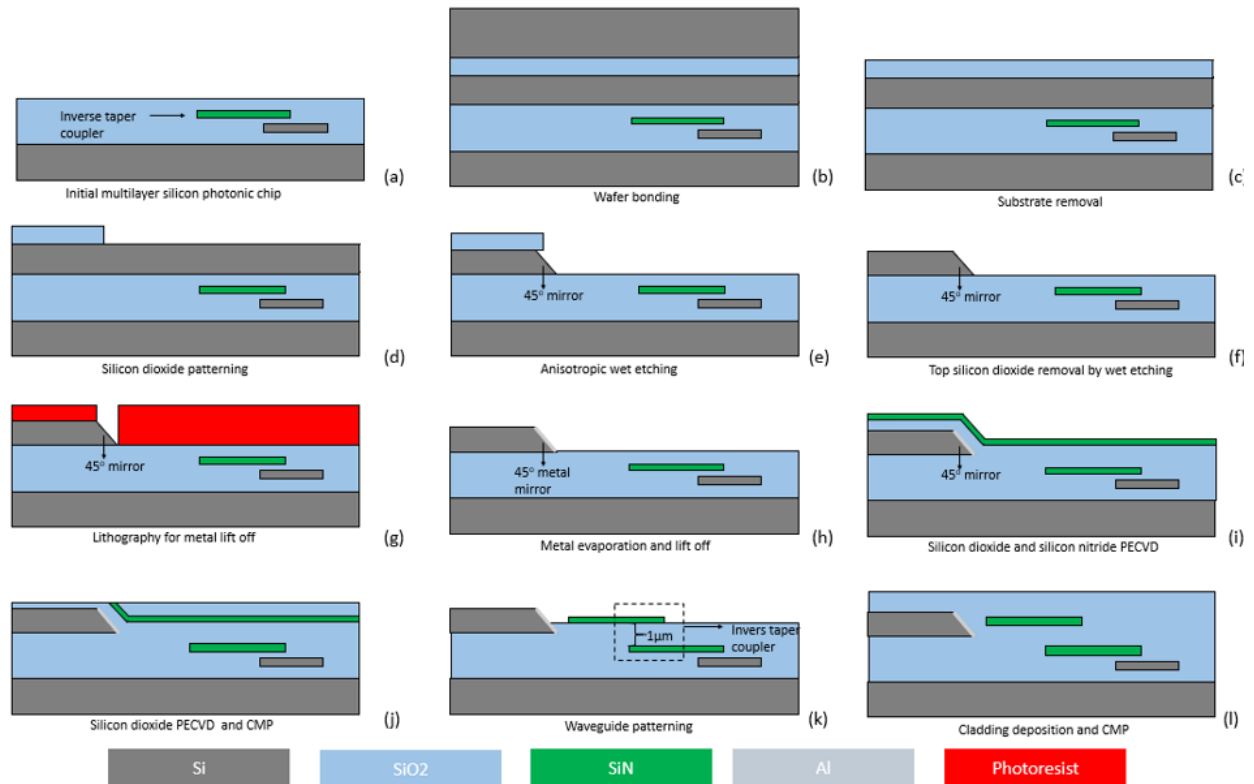 Inverse taper
coupler
(a)
Initial multilayer silicon photonic chip
(b)
Wafer bonding
(c)
Substrate removal
(d)
Silicon dioxide patterning
45° mirror
(e)
Anisotropic wet etching
45° mirror
(f)
Top silicon dioxide removal by wet etching
45° mirror
(g)
Lithography for metal lift off
45° metal
mirror
(h)
Metal evaporation and lift off
45° mirror
(i)
Silicon dioxide and silicon nitride PECVD
(j)
Silicon dioxide PECVD and CMP
1μm
Invers taper
coupler
(k)
Waveguide patterning
(l)
Cladding deposition and CMP
Si
SiO2
SiN
Al
Photoresist